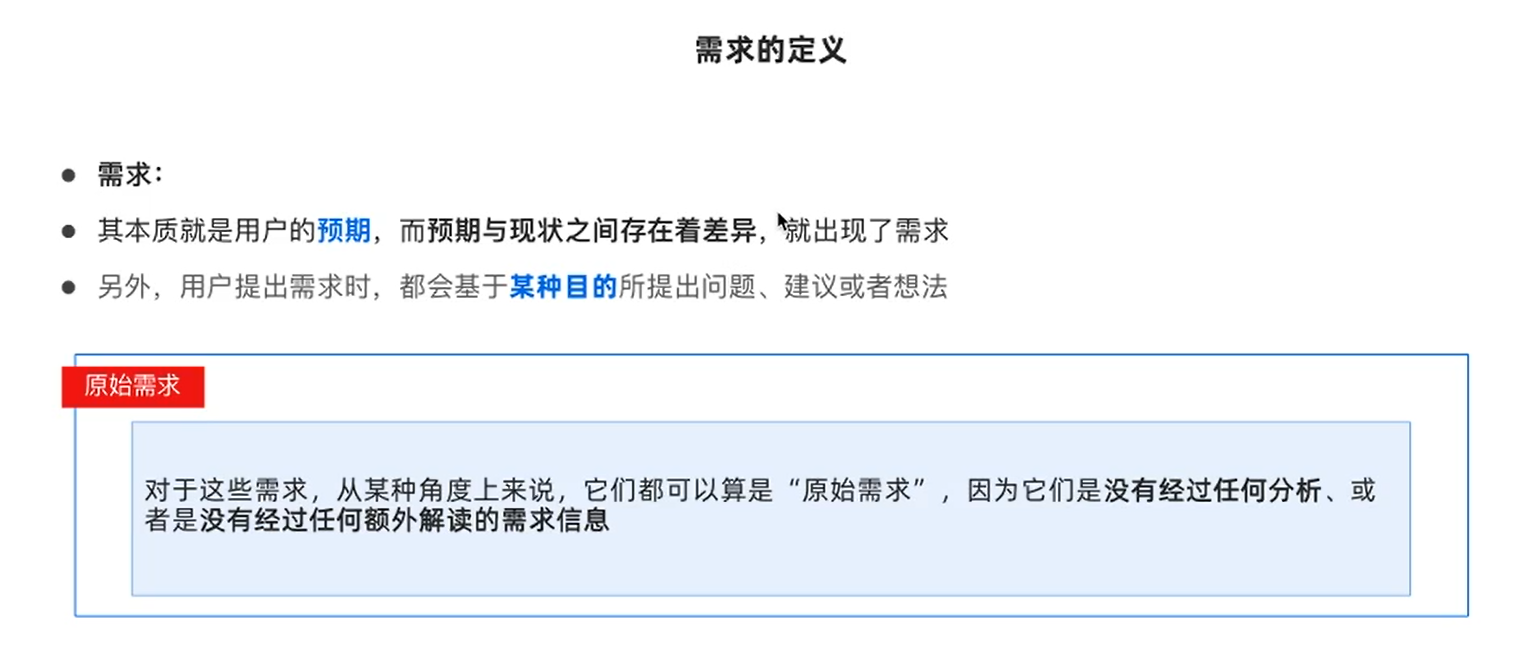 需求的定义
● 需求：
● 其本质就是用户的预期，而预期与现状之间存在着差异，就出现了需求
● 另外，用户提出需求时，都会基于某种目的所提出问题、建议或者想法
原始需求
对于这些需求，从某种角度上来说，它们都可以算是“原始需求”，因为它们是没有经过任何分析、或
者是没有经过任何额外解读的需求信息